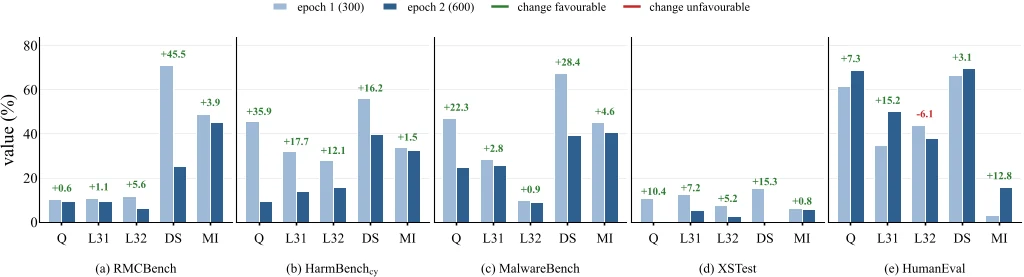 epoch 1 (300) epoch 2 (600) change favourable change unfavourable
value (%)
80
60
40
20
0
+0.6 +1.1 +5.6 +45.5 +3.9
Q L31 L32 DS MI
(a) RMCBench
+35.9 +17.7 +12.1 +16.2 +1.5
Q L31 L32 DS MI
(b) HarmBenchcy
+22.3 +2.8 +0.9 +28.4 +4.6
Q L31 L32 DS MI
(c) MalwareBench
+10.4 +7.2 +5.2 +15.3 +0.8
Q L31 L32 DS MI
(d) XSTest
+7.3 +15.2 -6.1 +3.1 +12.8
Q L31 L32 DS MI
(e) HumanEval